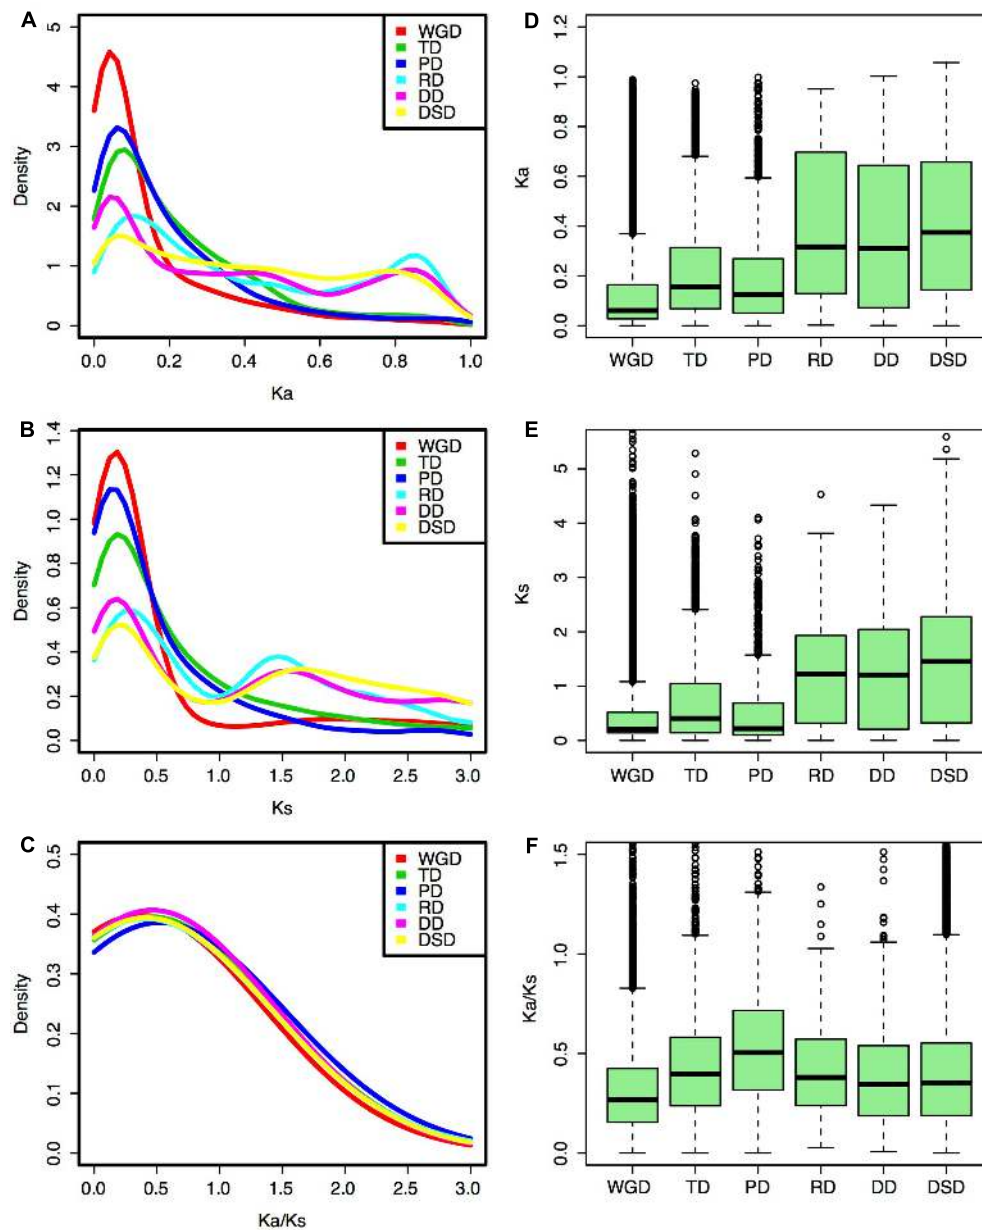 A
WGD
TD
PD
RD
DD
DSD
Density
5
4
3
2
1
0
0.0 0.2 0.4 0.6 0.8 1.0
Ka
D
Ka
1.2
1.0
0.8
0.6
0.4
0.2
0.0
WGD TD PD RD DD DSD
B
WGD
TD
PD
RD
DD
DSD
Density
1.4
1.2
1.0
0.8
0.6
0.4
0.2
0.0
0.0 0.5 1.0 1.5 2.0 2.5 3.0
Ks
E
Ks
5
4
3
2
1
0
WGD TD PD RD DD DSD
C
WGD
TD
PD
RD
DD
DSD
Density
0.5
0.4
0.3
0.2
0.1
0.0
0.0 0.5 1.0 1.5 2.0 2.5 3.0
Ka/Ks
F
Ka/Ks
1.5
1.0
0.5
0.0
WGD TD PD RD DD DSD